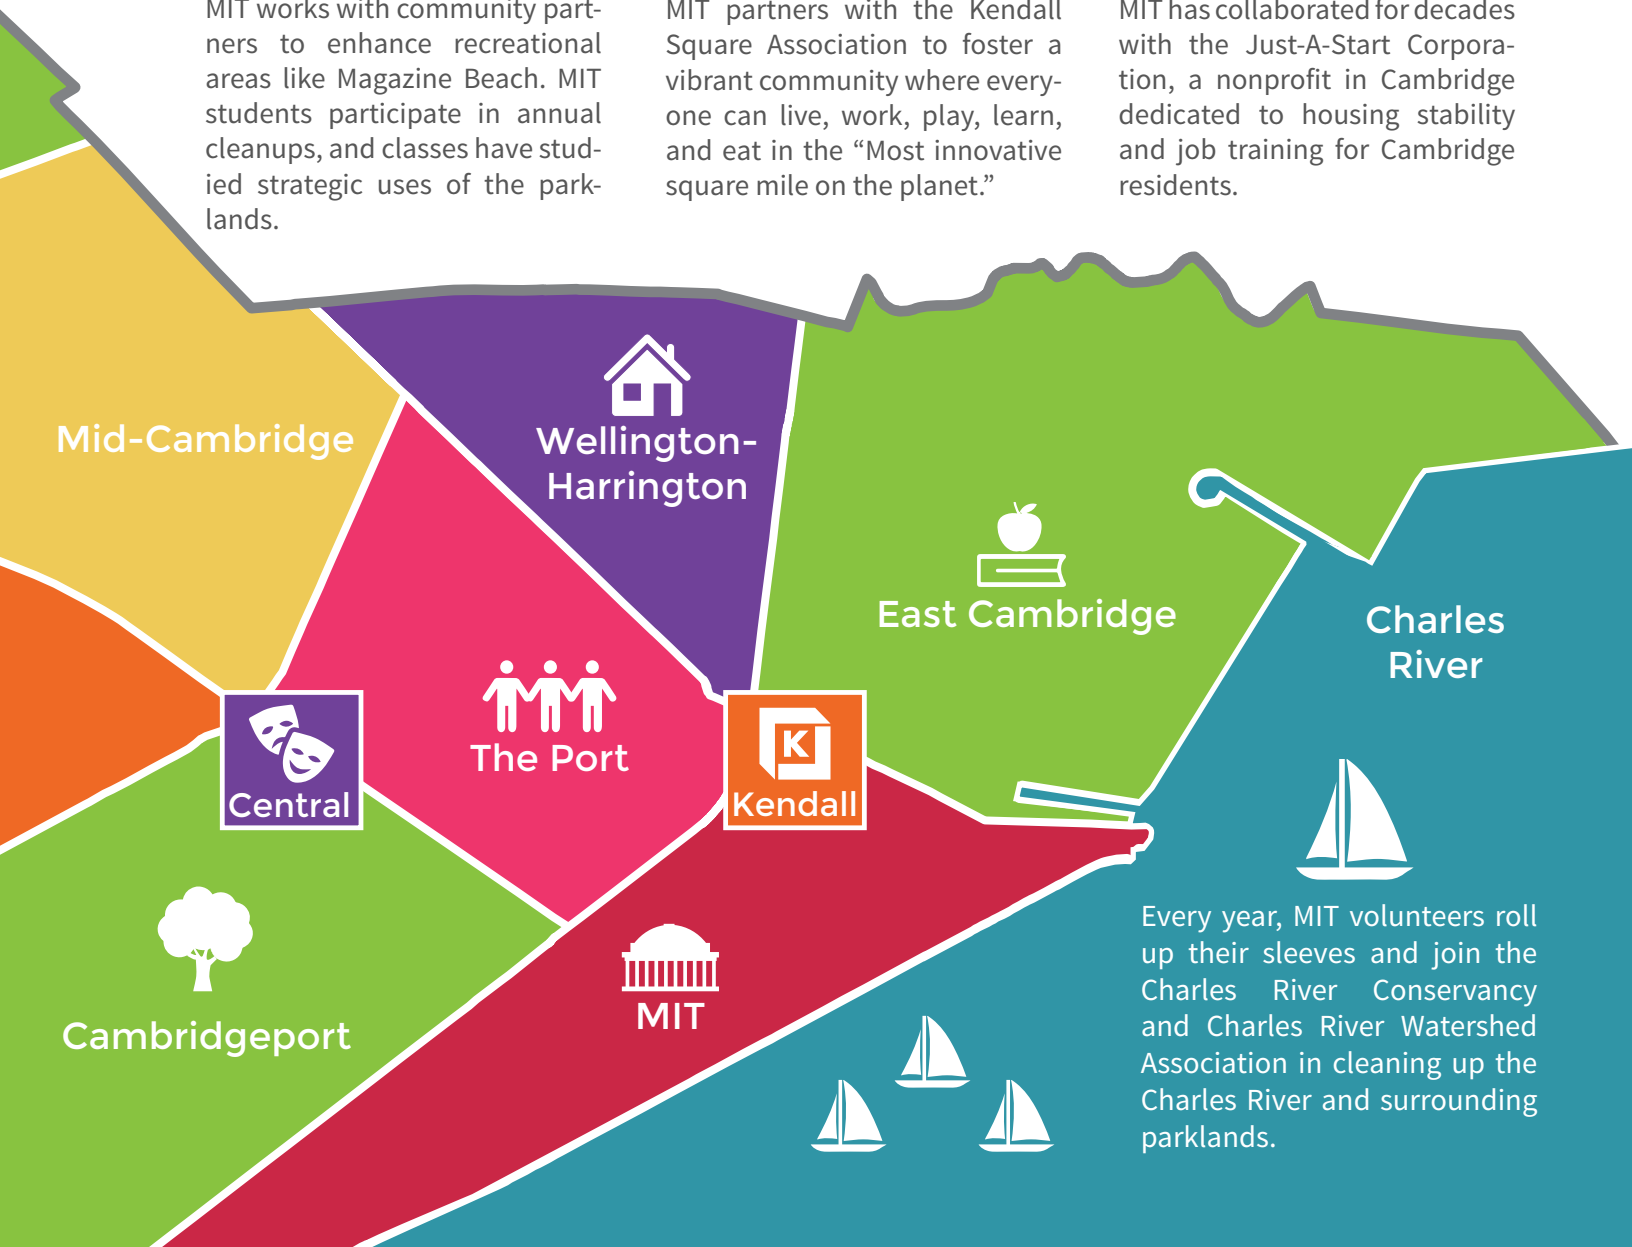 MIT works with community part-
ners to enhance recreational
areas like Magazine Beach. MIT
students participate in annual
cleanups, and classes have stud-
ied strategic uses of the park-
lands.
MIT partners with the Kendall
Square Association to foster a
vibrant community where every-
one can live, work, play, learn,
and eat in the “Most innovative
square mile on the planet.”
MIT has collaborated for decades
with the Just-A-Start Corpora-
tion, a nonprofit in Cambridge
dedicated to housing stability
and job training for Cambridge
residents.
Mid-Cambridge
Wellington-
Harrington
East Cambridge
Charles
River
The Port
Central
K
Kendall
Cambridgeport
MIT
Every year, MIT volunteers roll
up their sleeves and join the
Charles River Conservancy
and Charles River Watershed
Association in cleaning up the
Charles River and surrounding
parklands.